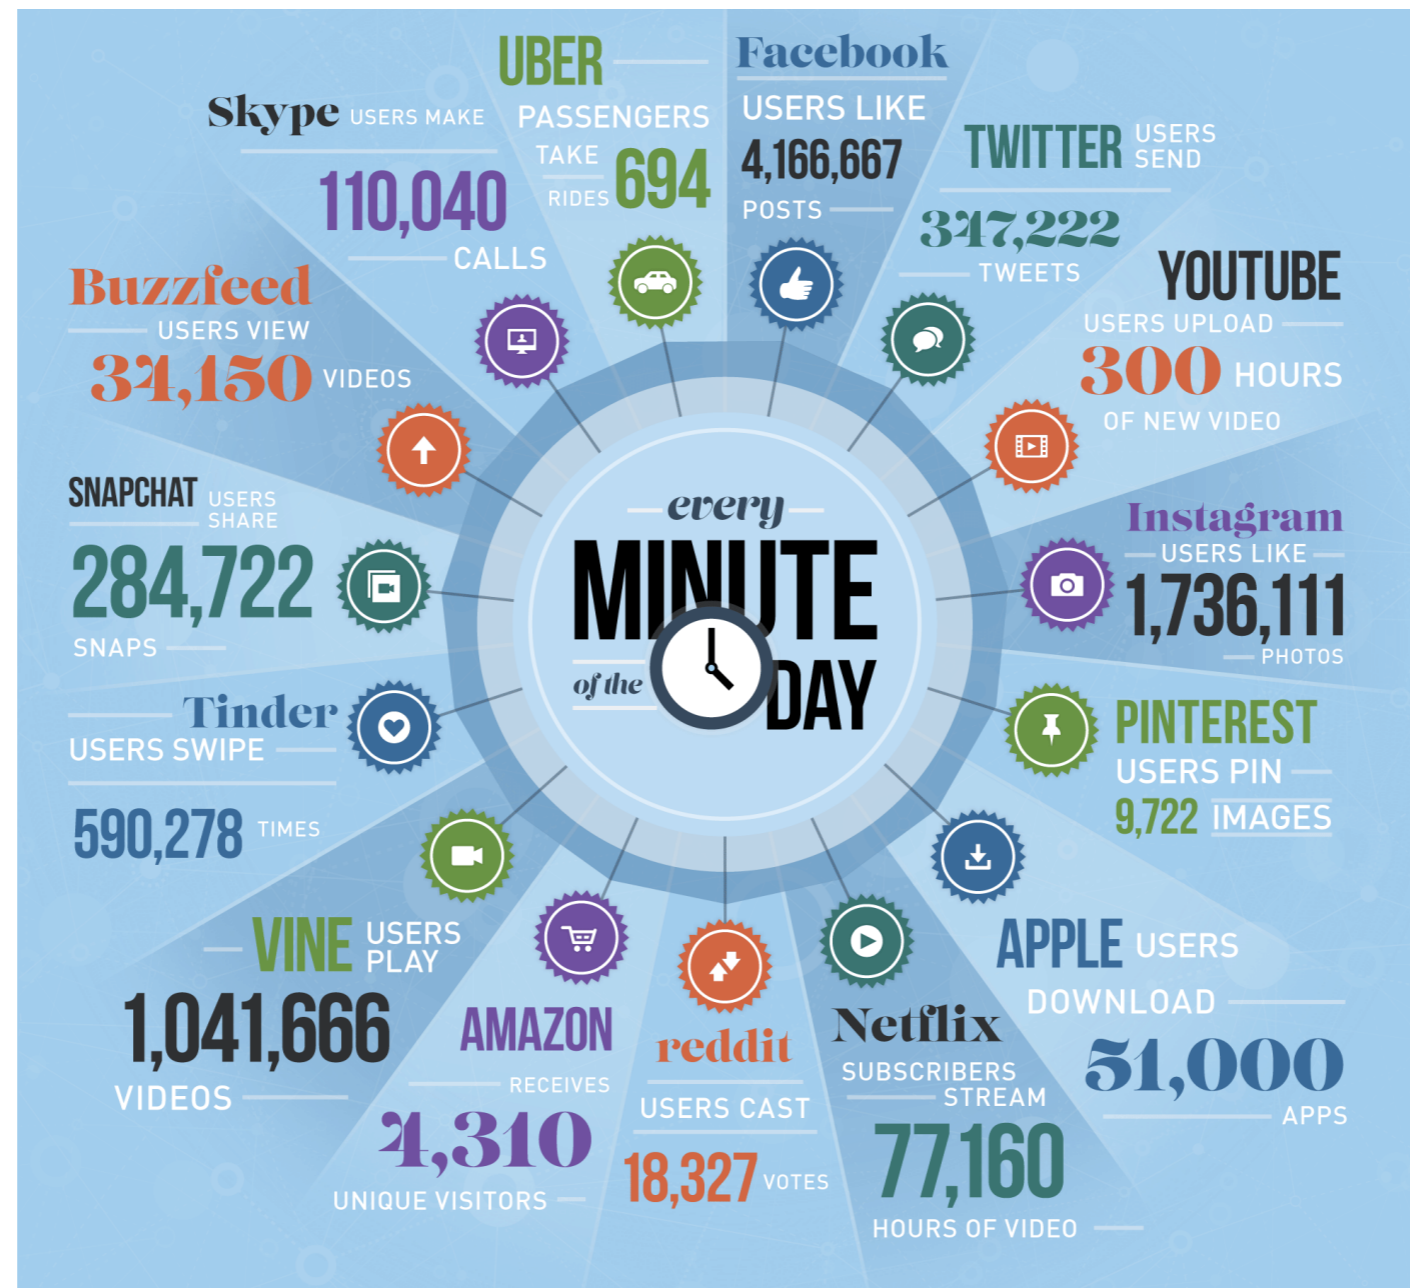 UBER
PASSENGERS
TAKE
RIDES 694
Facebook
USERS LIKE
4,166,667
POSTS
TWITTER USERS
SEND
347,222
TWEETS
YOUTUBE
USERS UPLOAD
300 HOURS
OF NEW VIDEO
Instagram
USERS LIKE
1,736,111
PHOTOS
PINTEREST
USERS PIN
9,722 IMAGES
APPLE USERS
DOWNLOAD
51,000
APPS
Netflix
SUBSCRIBERS
STREAM
77,160
HOURS OF VIDEO
reddit
USERS CAST
18,327 VOTES
AMAZON
RECEIVES
4,310
UNIQUE VISITORS
VINE USERS
PLAY
1,041,666
VIDEOS
Tinder
USERS SWIPE
590,278 TIMES
SNAPCHAT USERS
SHARE
284,722
SNAPS
Buzzfeed
USERS VIEW
34,150 VIDEOS
Skype USERS MAKE
110,040
CALLS
every
MINUTE
of the DAY